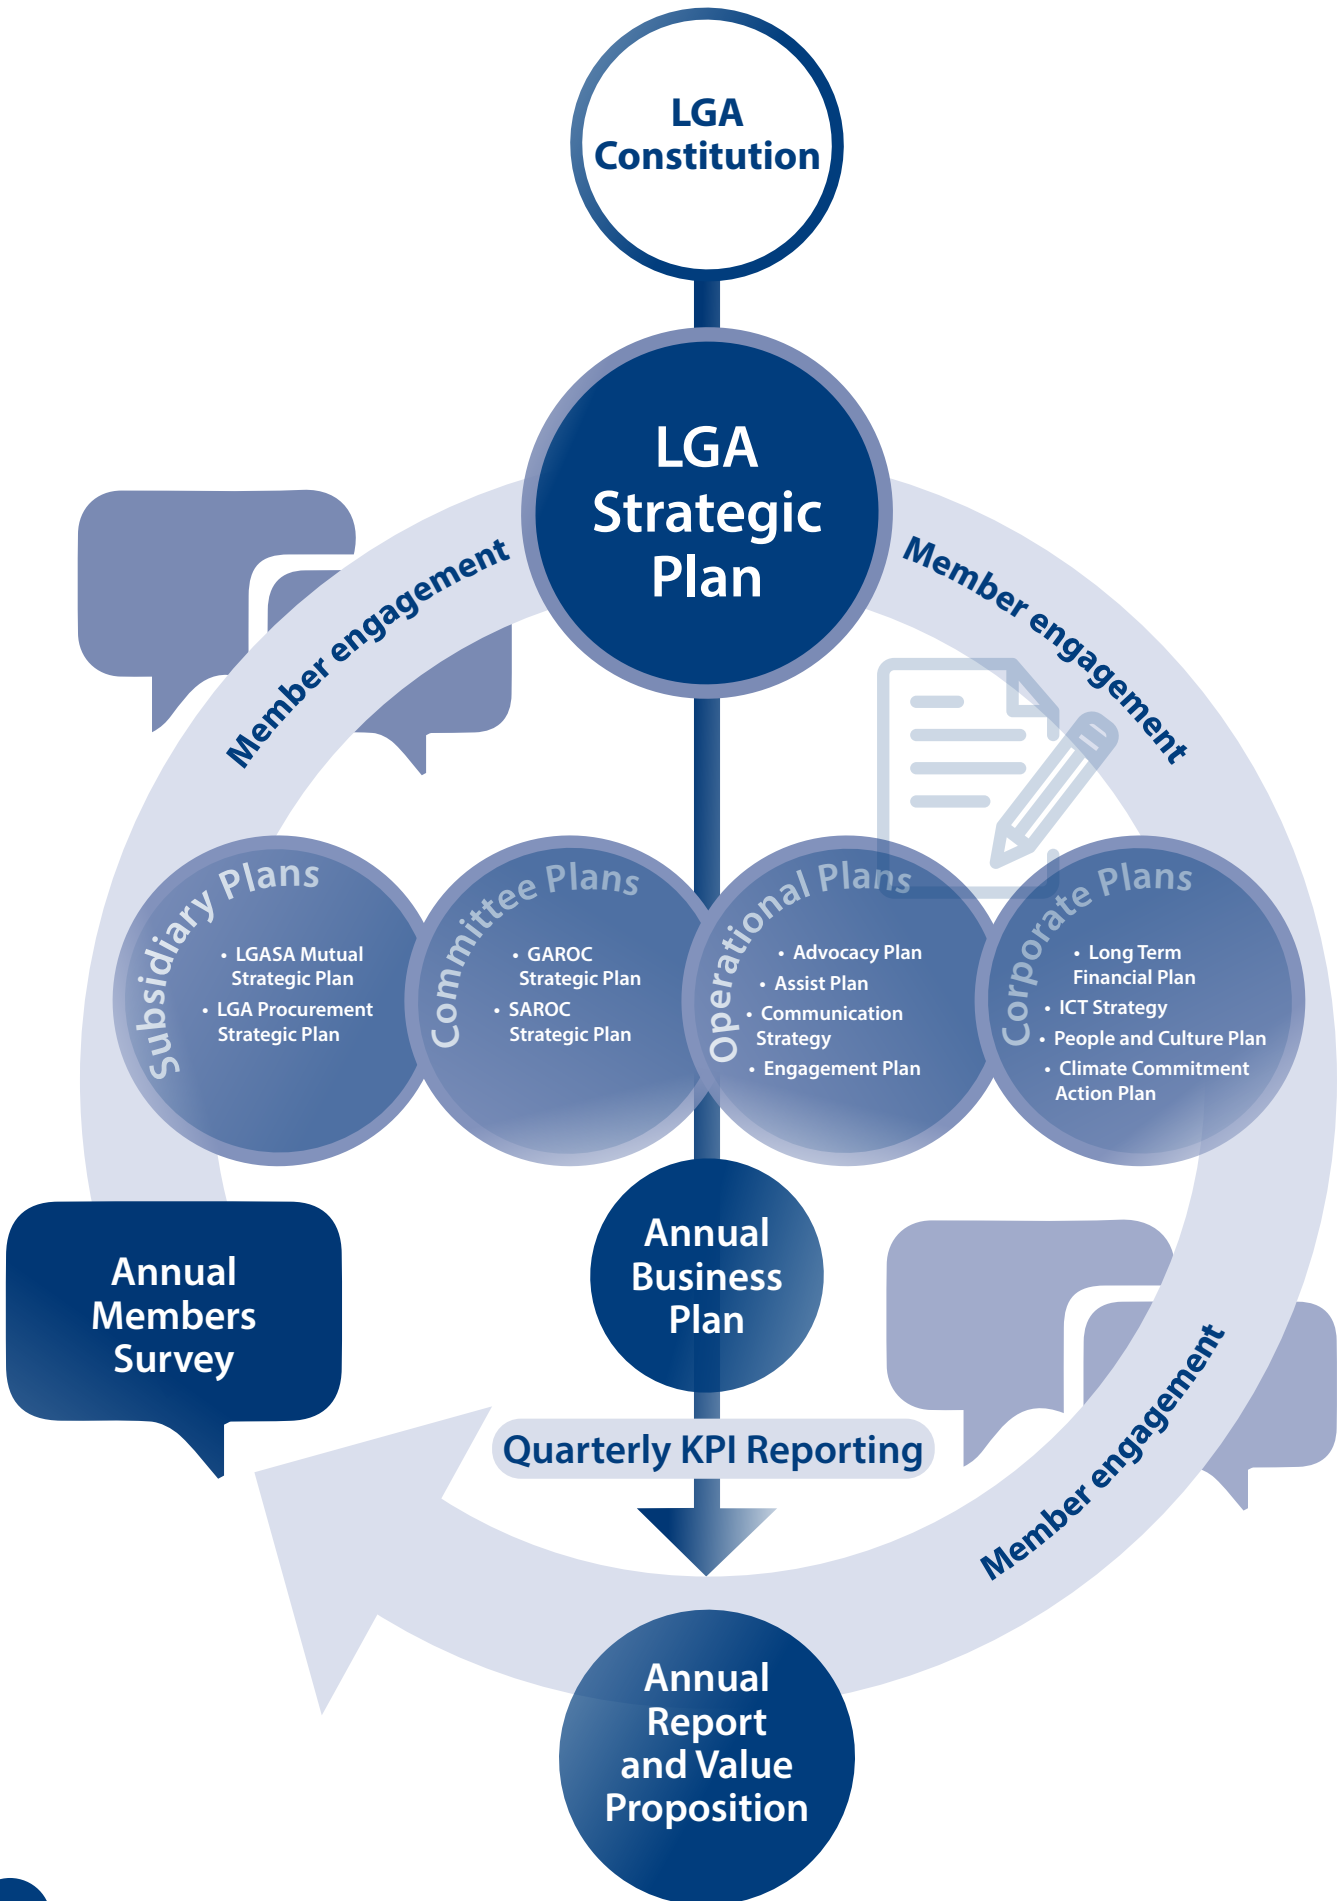 LGA
Constitution
LGA
Strategic
Plan
Member engagement
Member engagement
Subsidiary Plans
• LGASA Mutual
Strategic Plan
• LGA Procurement
Strategic Plan
Committee Plans
• GAROC
Strategic Plan
• SAROC
Strategic Plan
Operational Plans
• Advocacy Plan
• Assist Plan
• Communication
Strategy
• Engagement Plan
Corporate Plans
• Long Term
Financial Plan
• ICT Strategy
• People and Culture Plan
• Climate Commitment
Action Plan
Annual
Members
Survey
Annual
Business
Plan
Quarterly KPI Reporting
Member engagement
Annual
Report
and Value
Proposition